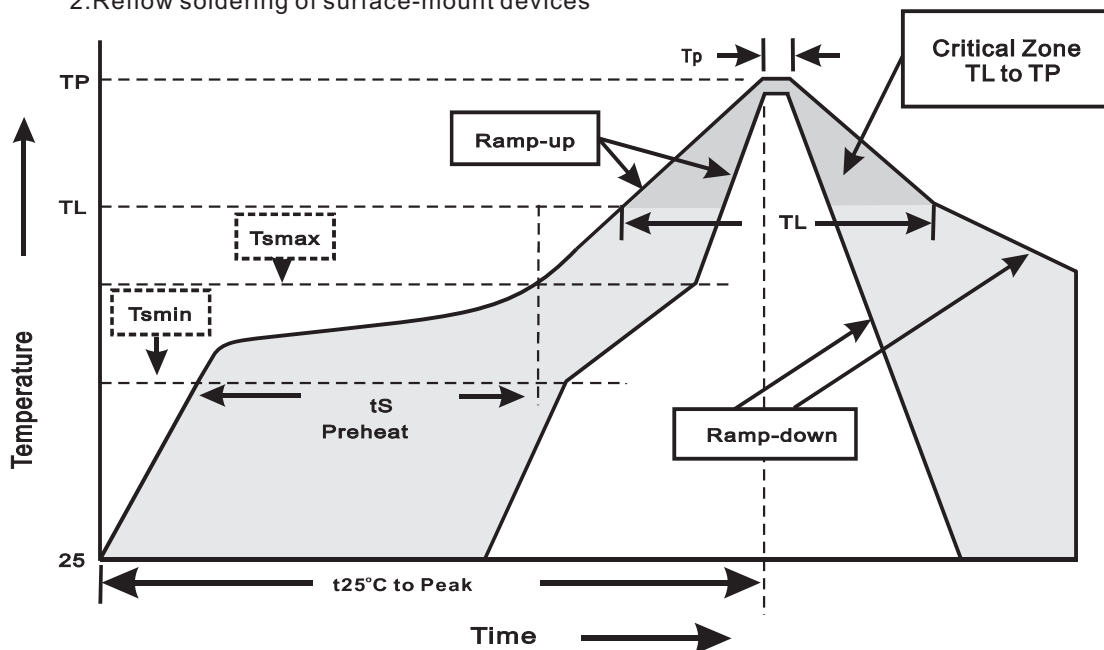 2.Reflow soldering of surface-mount devices
Tp
Critical Zone
TL to TP
TP
Ramp-up
TL
TL
Tsmax
Tsmin
Temperature
tS
Preheat
Ramp-down
25
t25°C to Peak
Time